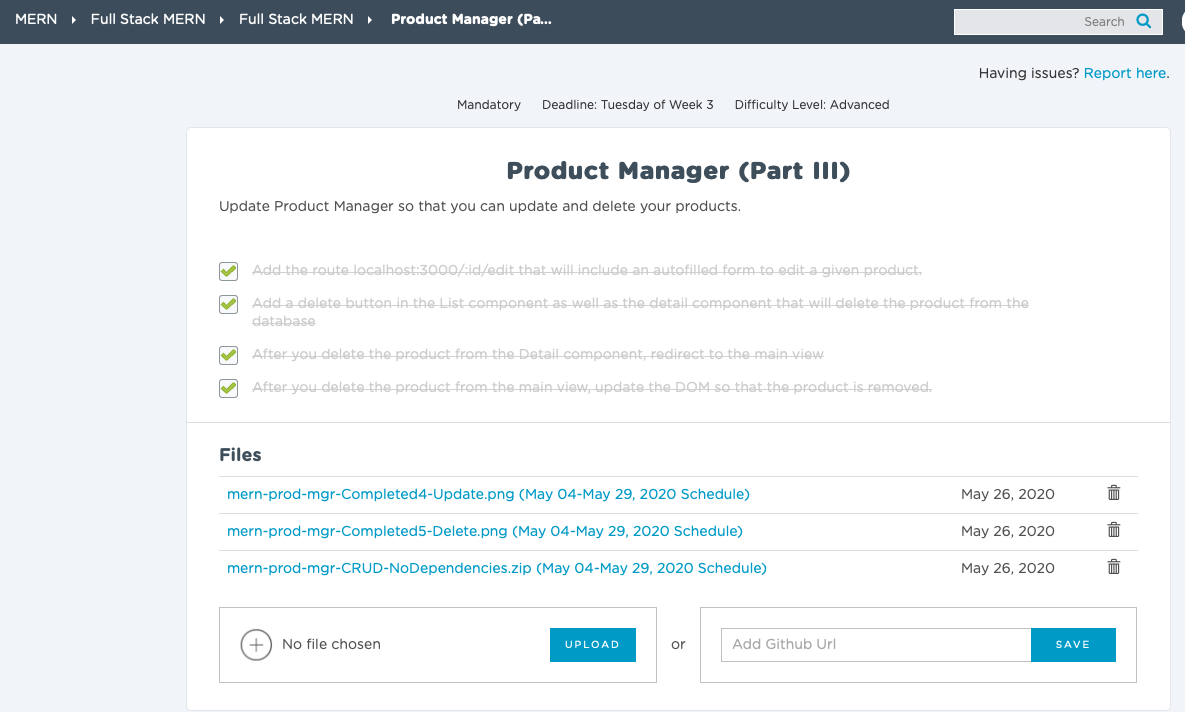 MERN Full Stack MERN Full Stack MERN Product Manager (Pa... Search
Having issues? Report here.
Mandatory Deadline: Tuesday of Week 3 Difficulty Level: Advanced
Product Manager (Part III)
Update Product Manager so that you can update and delete your products.
Add the route localhost:3000/:id/edit that will include an autofilled form to edit a given product.
Add a delete button in the List component as well as the detail component that will delete the product from the
database
After you delete the product from the Detail component, redirect to the main view
After you delete the product from the main view, update the DOM so that the product is removed.
Files
mern-prod-mgr-Completed4-Update.png (May 04-May 29, 2020 Schedule) May 26, 2020
mern-prod-mgr-Completed5-Delete.png (May 04-May 29, 2020 Schedule) May 26, 2020
mern-prod-mgr-CRUD-NoDependencies.zip (May 04-May 29, 2020 Schedule) May 26, 2020
No file chosen UPLOAD or Add Github Url SAVE